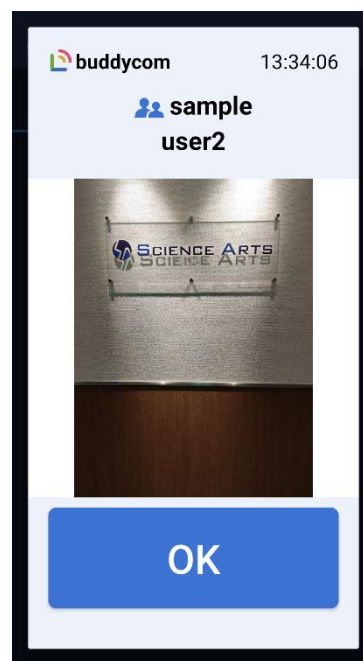 buddycom 13:34:06
sample
user2
SCIENCE ARTS
OK